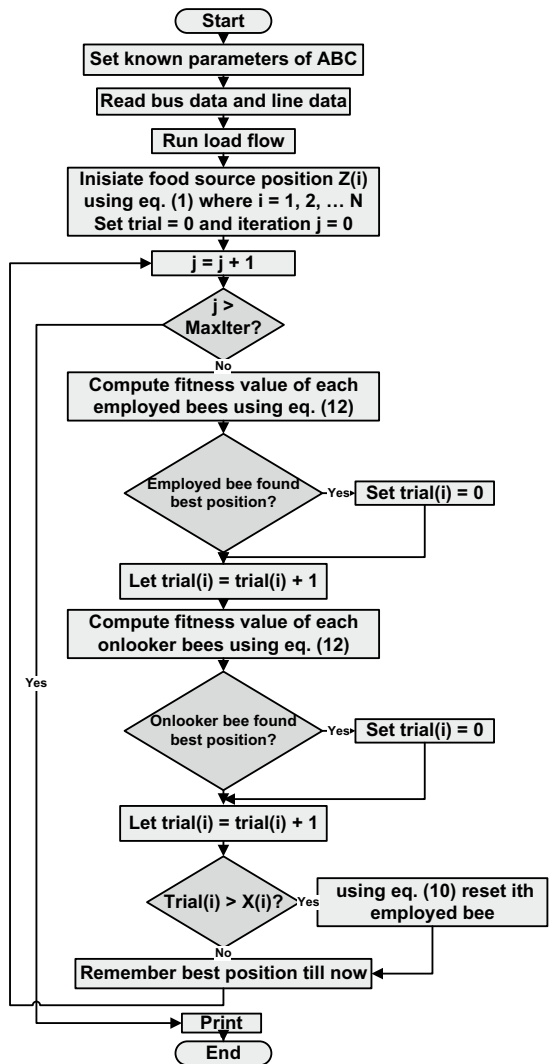 Start
Set known parameters of ABC
Read bus data and line data
Run load flow
Inisiate food source position Z(i)
using eq. (1) where i = 1, 2, ... N
Set trial = 0 and iteration j = 0
j = j + 1
j >
MaxIter?
No
Compute fitness value of each
employed bees using eq. (12)
Employed bee found
best position?
Yes
Set trial(i) = 0
Let trial(i) = trial(i) + 1
Compute fitness value of each
onlooker bees using eq. (12)
Yes
Onlooker bee found
best position?
Yes
Set trial(i) = 0
Let trial(i) = trial(i) + 1
Trial(i) > X(i)?
Yes
using eq. (10) reset ith
employed bee
No
Remember best position till now
Print
End